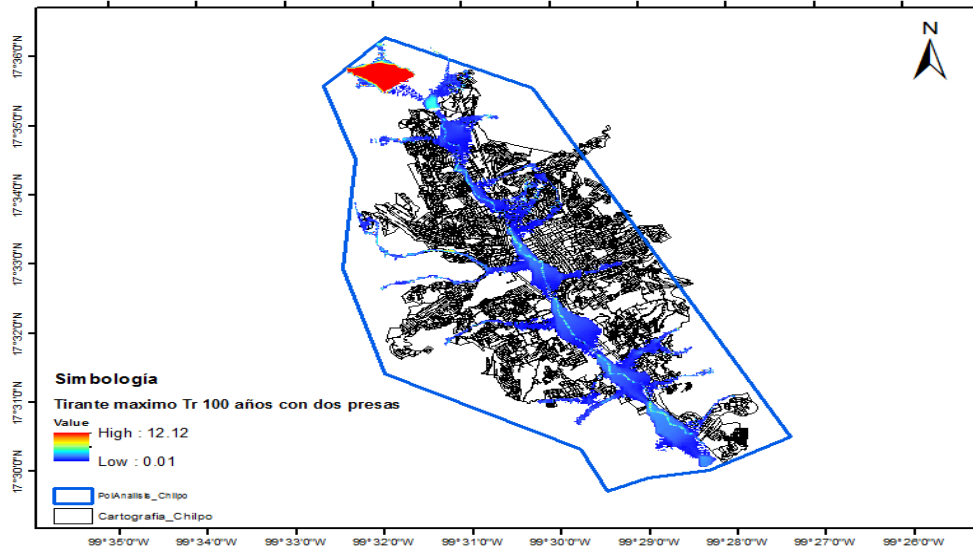 N
17°36'0"N
17°35'0"N
17°34'0"N
17°33'0"N
17°32'0"N
17°31'0"N
17°30'0"N
Simbología
Tirante maximo Tr 100 años con dos presas
Value
High : 12.12
Low : 0.01
PolAnalisis_Chilpo
Cartografia_Chilpo
99°35'0"W
99°34'0"W
99°33'0"W
99°32'0"W
99°31'0"W
99°30'0"W
99°29'0"W
99°28'0"W
99°27'0"W
99°26'0"W